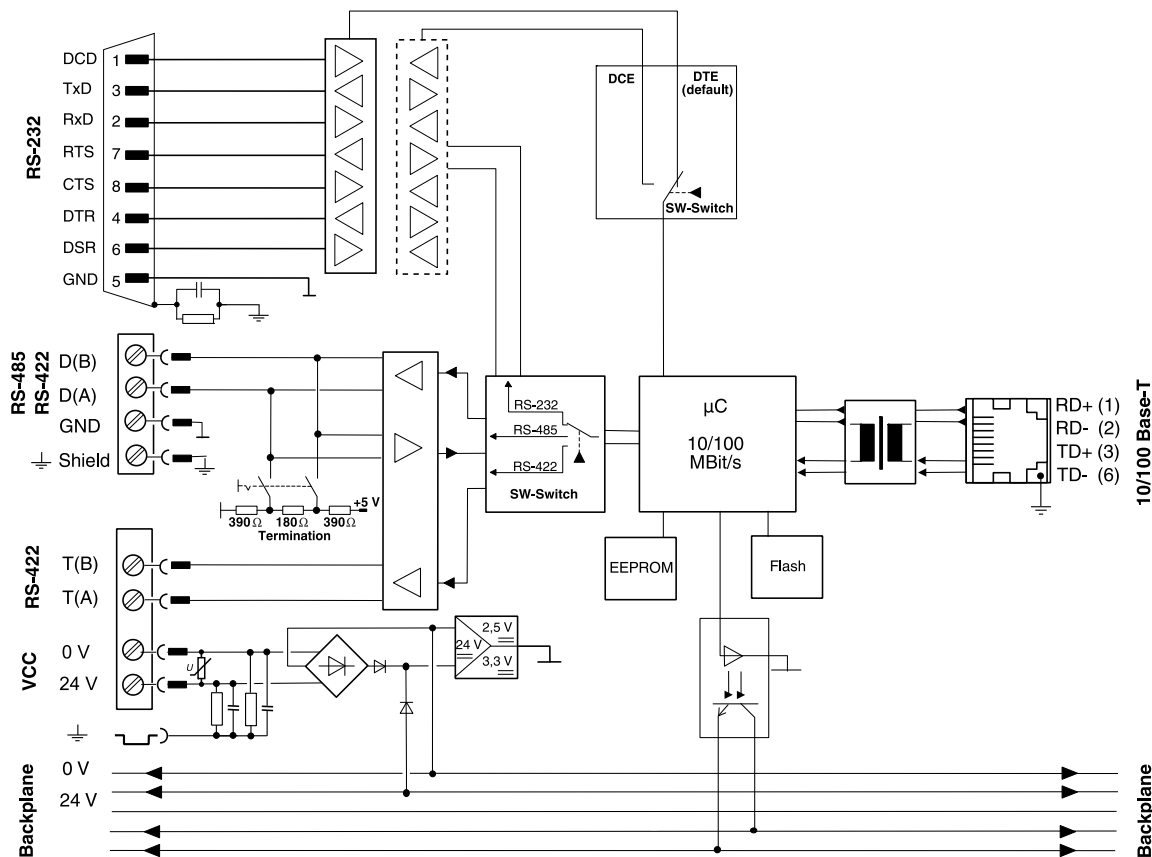 RS-232
DCD 1
TxD 3
RxD 2
RTS 7
CTS 8
DTR 4
DSR 6
GND 5
DCE
DTE
(default)
SW-Switch
RS-485
RS-422
D(B)
D(A)
GND
Shield
390Ω 180Ω 390Ω
+5 V
Termination
RS-232
RS-485
RS-422
SW-Switch
µC
10/100
MBit/s
EEPROM
Flash
RD+ (1)
RD- (2)
TD+ (3)
TD- (6)
10/100 Base-T
RS-422
T(B)
T(A)
VCC
0 V
24 V
U
24 V
2,5 V
3,3 V
Backplane
0 V
24 V
Backplane